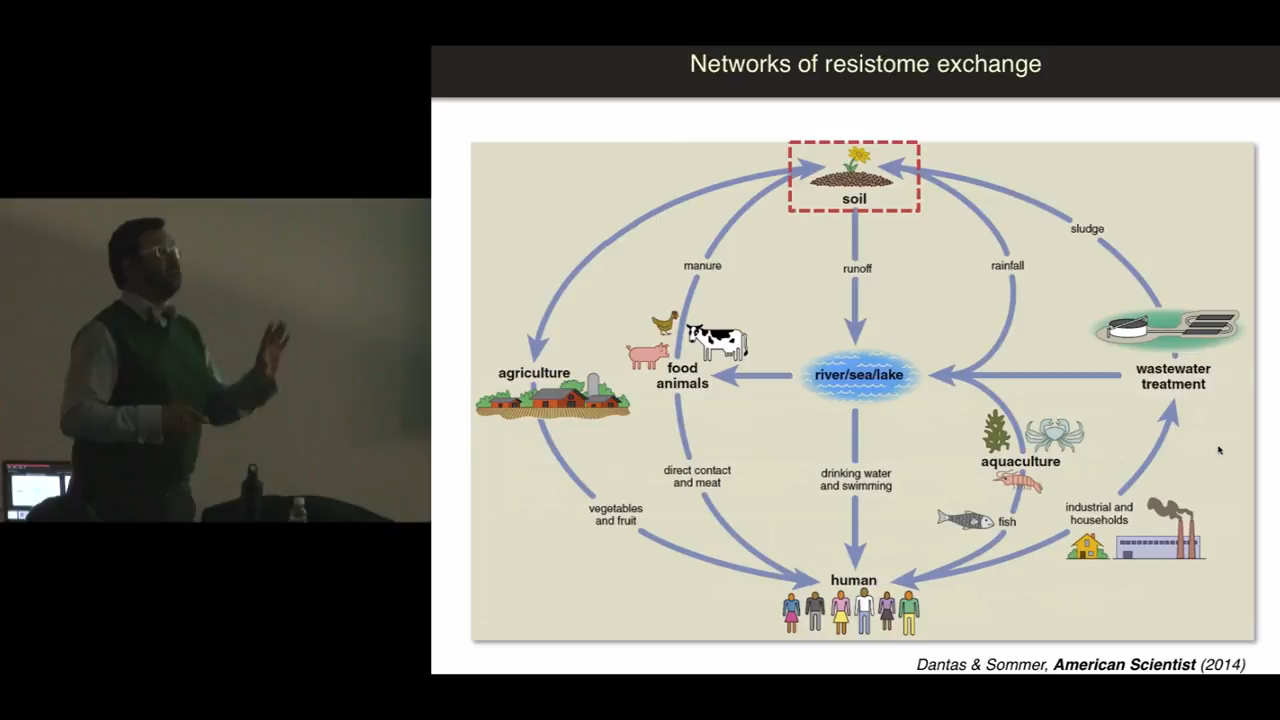 Networks of resistome exchange
soil
sludge
manure
runoff
rainfall
agriculture
food
animals
river/sea/lake
wastewater
treatment
aquaculture
direct contact
and meat
drinking water
and swimming
vegetables
and fruit
fish
industrial and
households
human
Dantas & Sommer, American Scientist (2014)